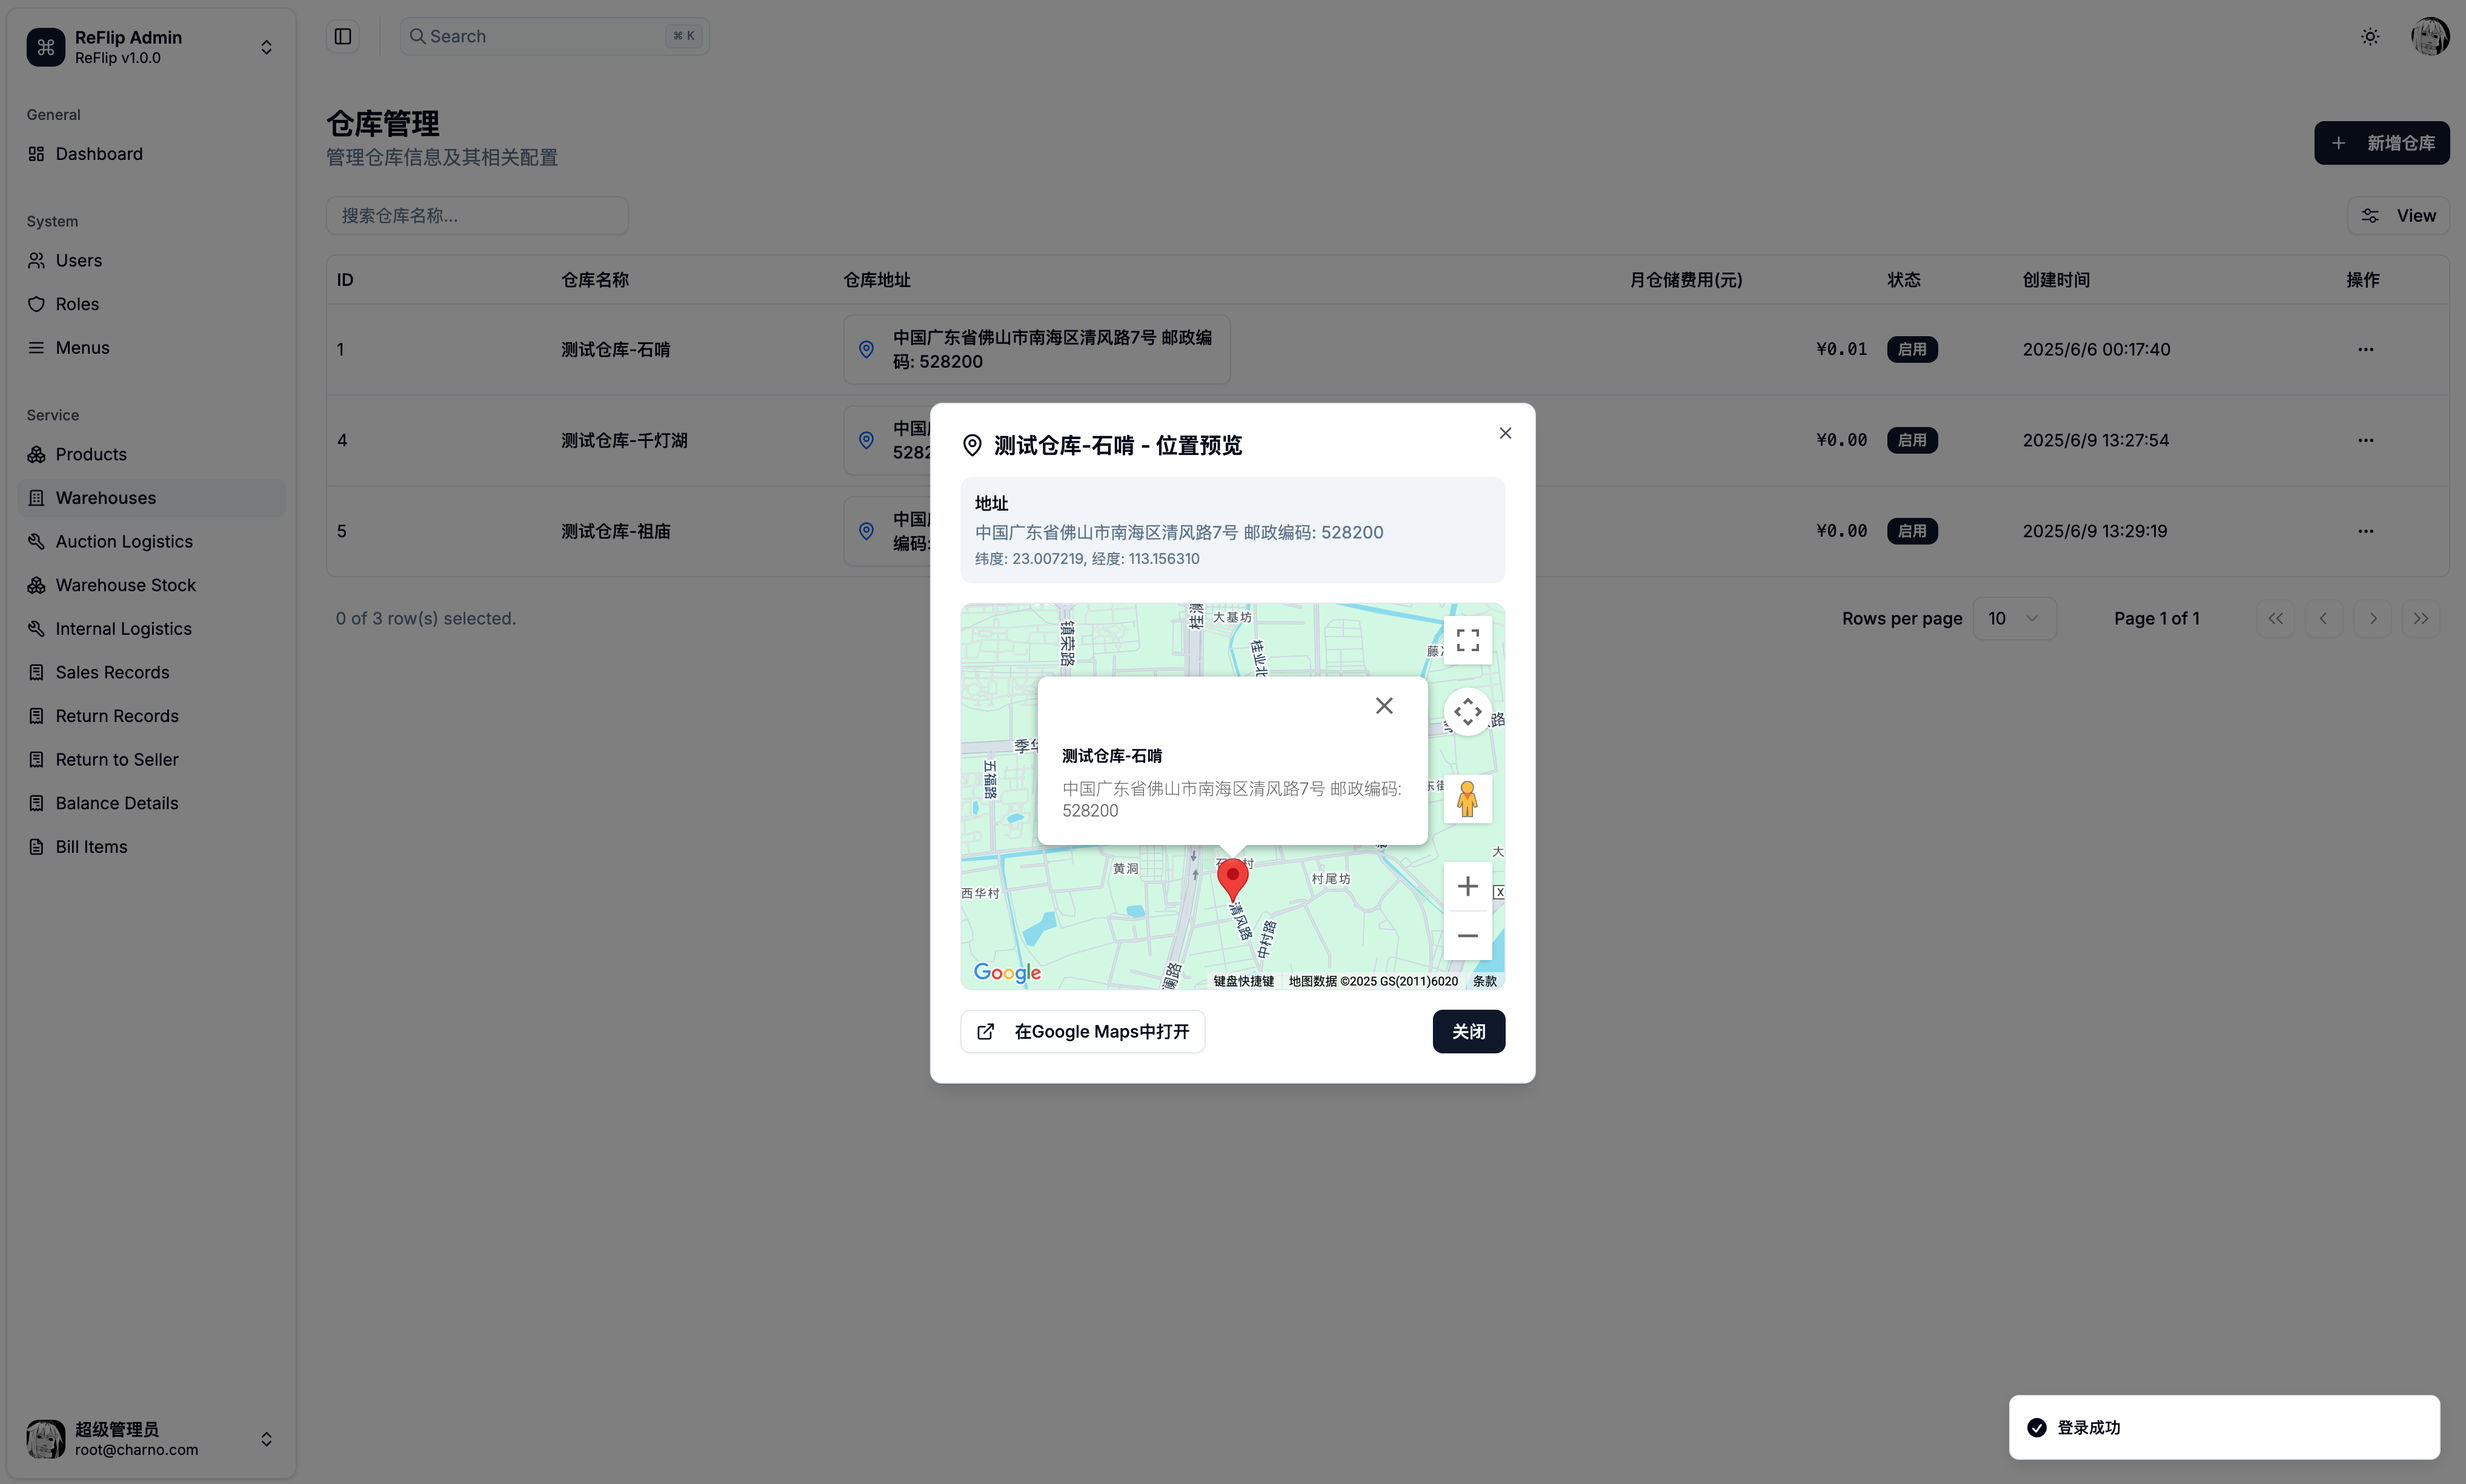 ReFlip Admin
ReFlip v1.0.0
General
Dashboard
System
Users
Roles
Menus
Service
Products
Warehouses
Auction Logistics
Warehouse Stock
Internal Logistics
Sales Records
Return Records
Return to Seller
Balance Details
Bill Items
超级管理员
root@charno.com
Search
⌘ K
仓库管理
管理仓库信息及其相关配置
新增仓库
搜索仓库名称...
View
ID 仓库名称 仓库地址 月仓储费用(元) 状态 创建时间 操作
1 测试仓库-石啃 中国广东省佛山市南海区清风路7号 邮政编
码: 528200 ¥0.01 启用 2025/6/6 00:17:40
4 测试仓库-千灯湖 中国
¥0.00 启用 2025/6/9 13:27:54
5 测试仓库-祖庙 中国
编码: ¥0.00 启用 2025/6/9 13:29:19
0 of 3 row(s) selected.
Rows per page 10 Page 1 of 1
测试仓库-石啃 - 位置预览
地址
中国广东省佛山市南海区清风路7号 邮政编码: 528200
纬度: 23.007219, 经度: 113.156310
大基坊
镇荣路
五福路
测试仓库-石啃
中国广东省佛山市南海区清风路7号 邮政编码:
528200
黄洞
村尾坊
西华村
清风路
中村路
Google
键盘快捷键 地图数据 ©2025 GS(2011)6020 条款
在Google Maps中打开
关闭
登录成功